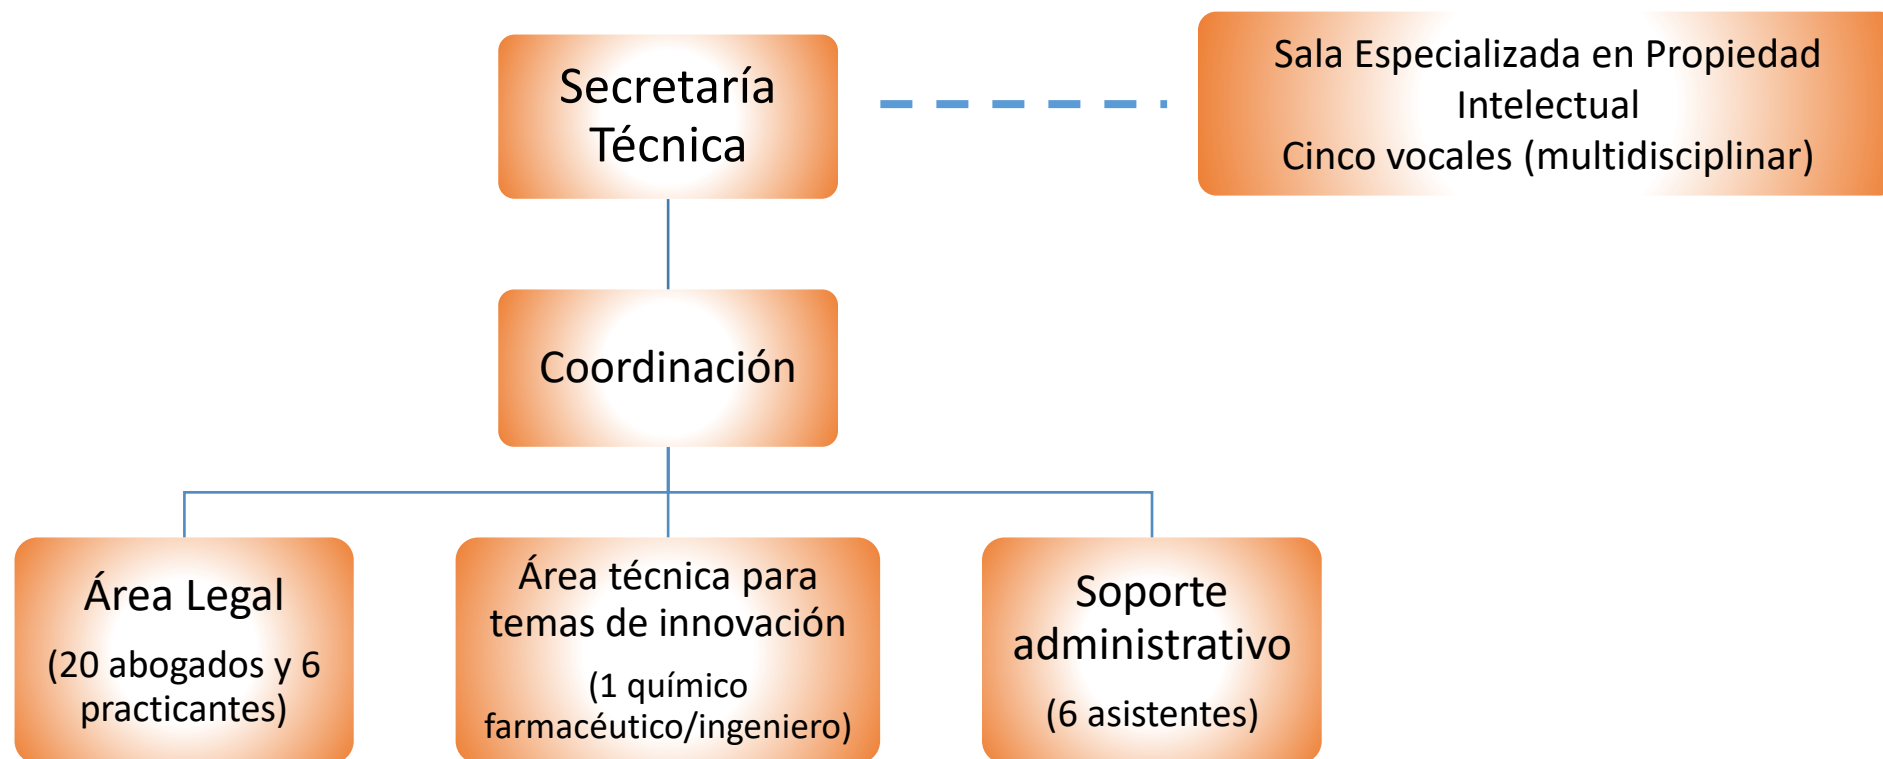 Secretaría
Técnica
Sala Especializada en Propiedad
Intelectual
Cinco vocales (multidisciplinar)
Coordinación
Área Legal
(20 abogados y 6
practicantes)
Área técnica para
temas de innovación
(1 químico
farmacéutico/ingeniero)
Soporte
administrativo
(6 asistentes)